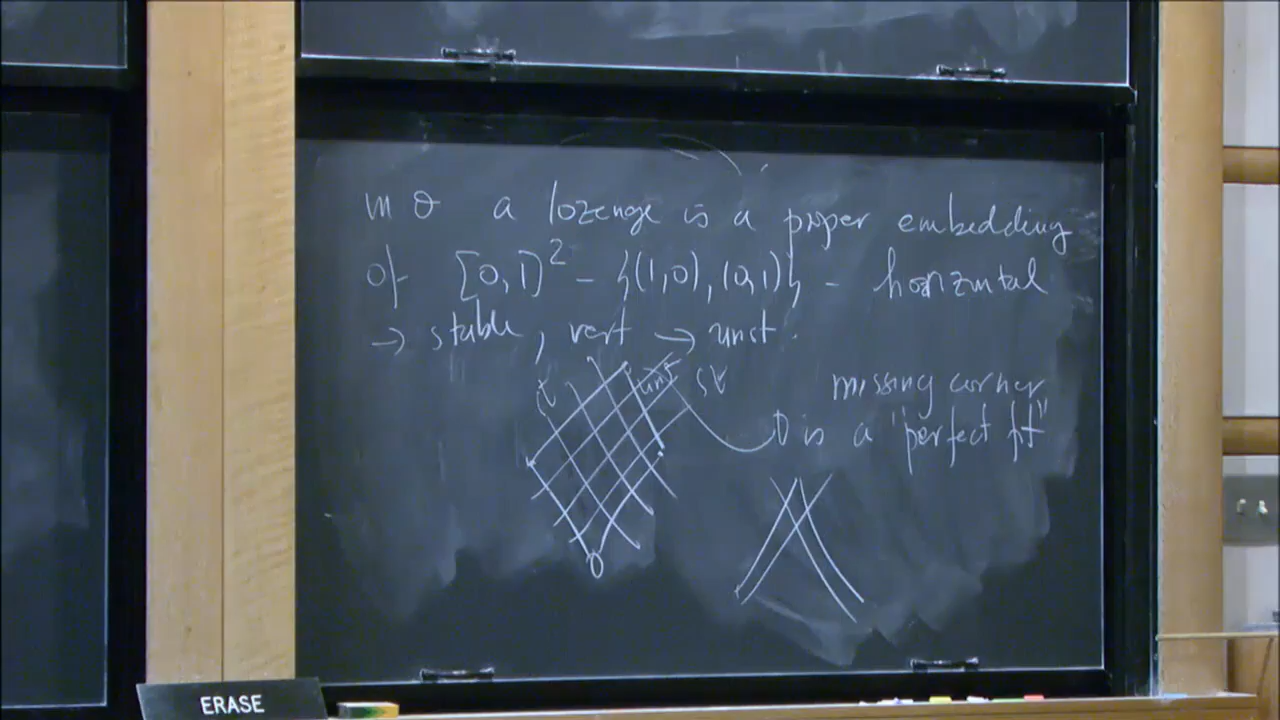 in O a lozenge is a proper embedding
of [0,1]² - {(1,0), (0,1)} - horizontal
→ stable, vert → unst.
unst st missing corner
is a "perfect fit"
ERASE